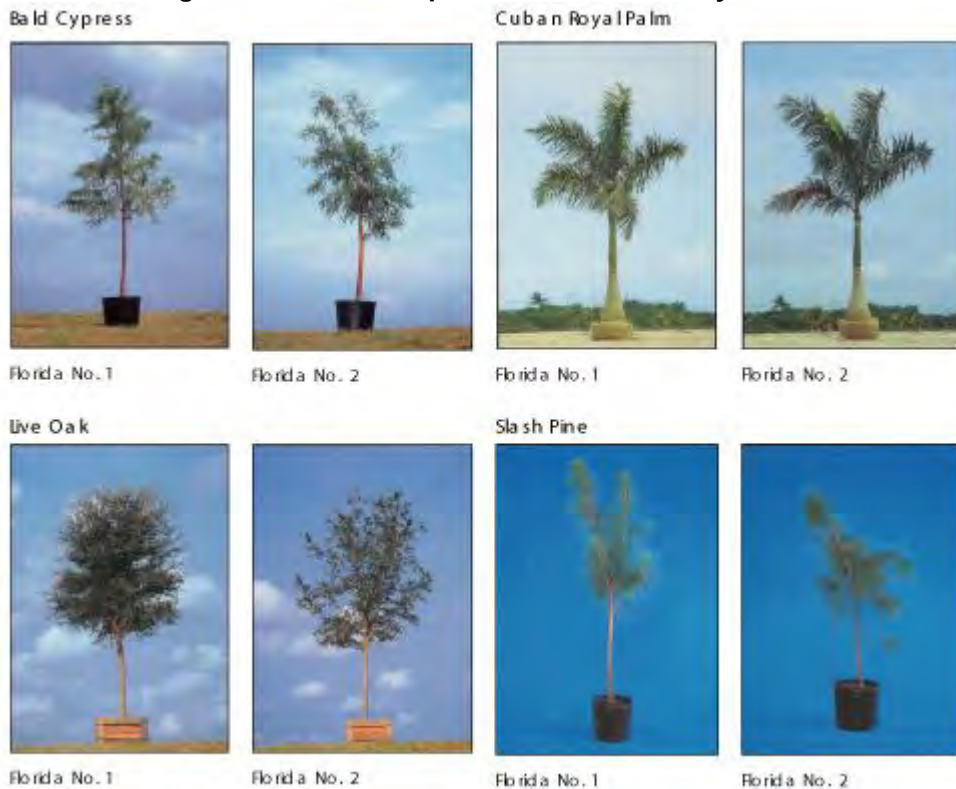 Bald Cypress
Cuban Royal Palm
Florida No. 1
Florida No. 2
Florida No. 1
Florida No. 2
Live Oak
Slash Pine
Florida No. 1
Florida No. 2
Florida No. 1
Florida No. 2